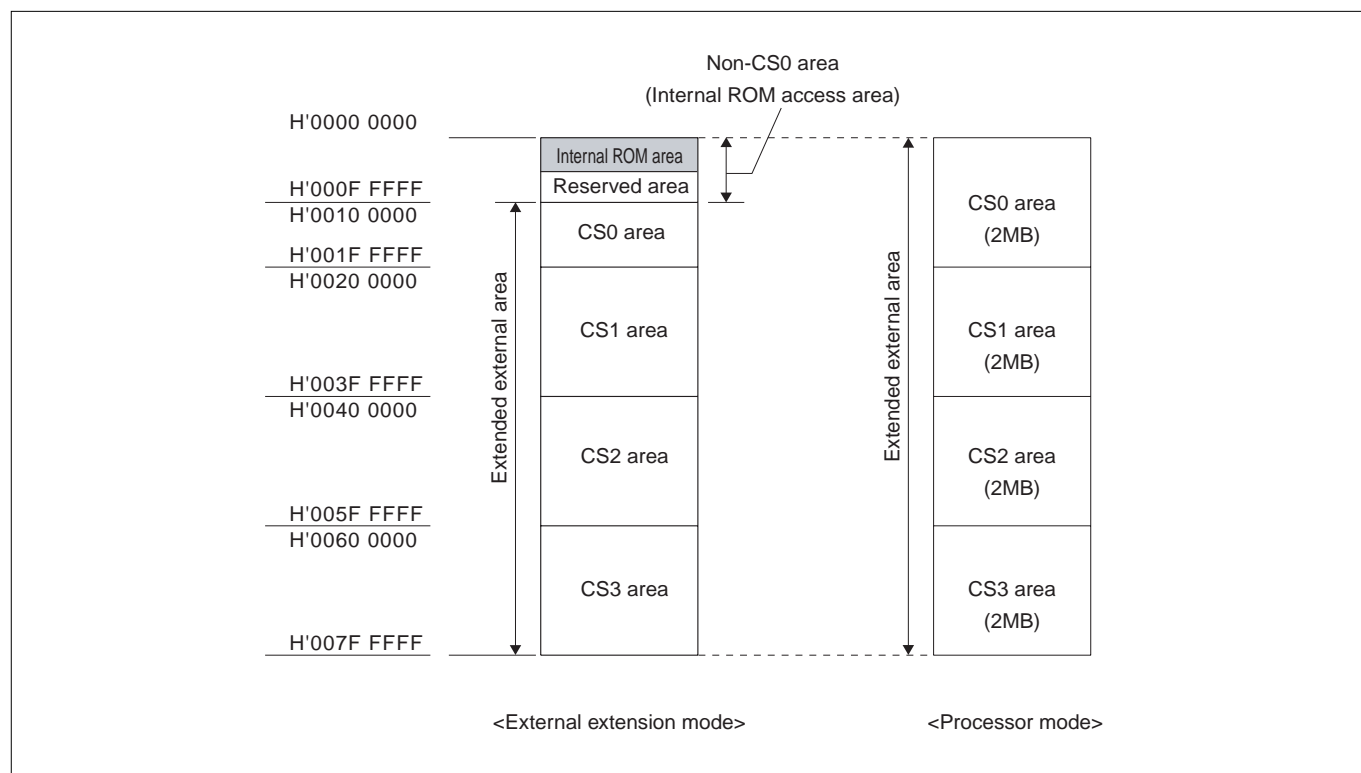 Non-CS0 area
(Internal ROM access area)
H'0000 0000
H'000F FFFF
H'0010 0000
H'001F FFFF
H'0020 0000
H'003F FFFF
H'0040 0000
H'005F FFFF
H'0060 0000
H'007F FFFF
Extended external area
Internal ROM area
Reserved area
CS0 area
CS1 area
CS2 area
CS3 area
<External extension mode>
Extended external area
CS0 area
(2MB)
CS1 area
(2MB)
CS2 area
(2MB)
CS3 area
(2MB)
<Processor mode>